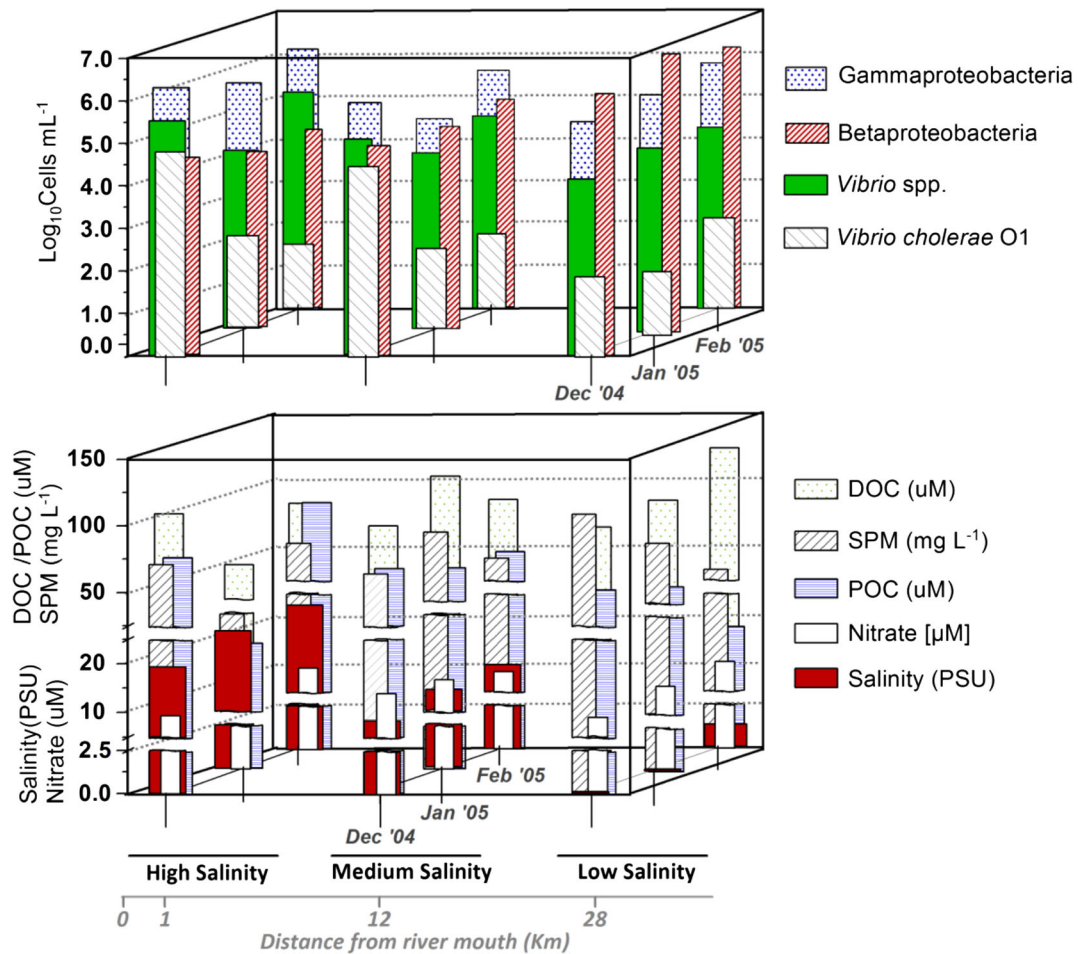 7.0
6.0
5.0
4.0
3.0
2.0
1.0
0.0
Log10Cells mL-1
Gammaproteobacteria
Betaproteobacteria
Vibrio spp.
Vibrio cholerae O1
Dec '04
Jan '05
Feb '05
150
100
50
20
10
2.5
0.0
DOC /POC (uM)
SPM (mg L-1)
Salinity(PSU)
Nitrate (uM)
DOC (uM)
SPM (mg L-1)
POC (uM)
Nitrate [µM]
Salinity (PSU)
Feb '05
Jan '05
Dec '04
High Salinity Medium Salinity Low Salinity
0 1 12 28
Distance from river mouth (Km)